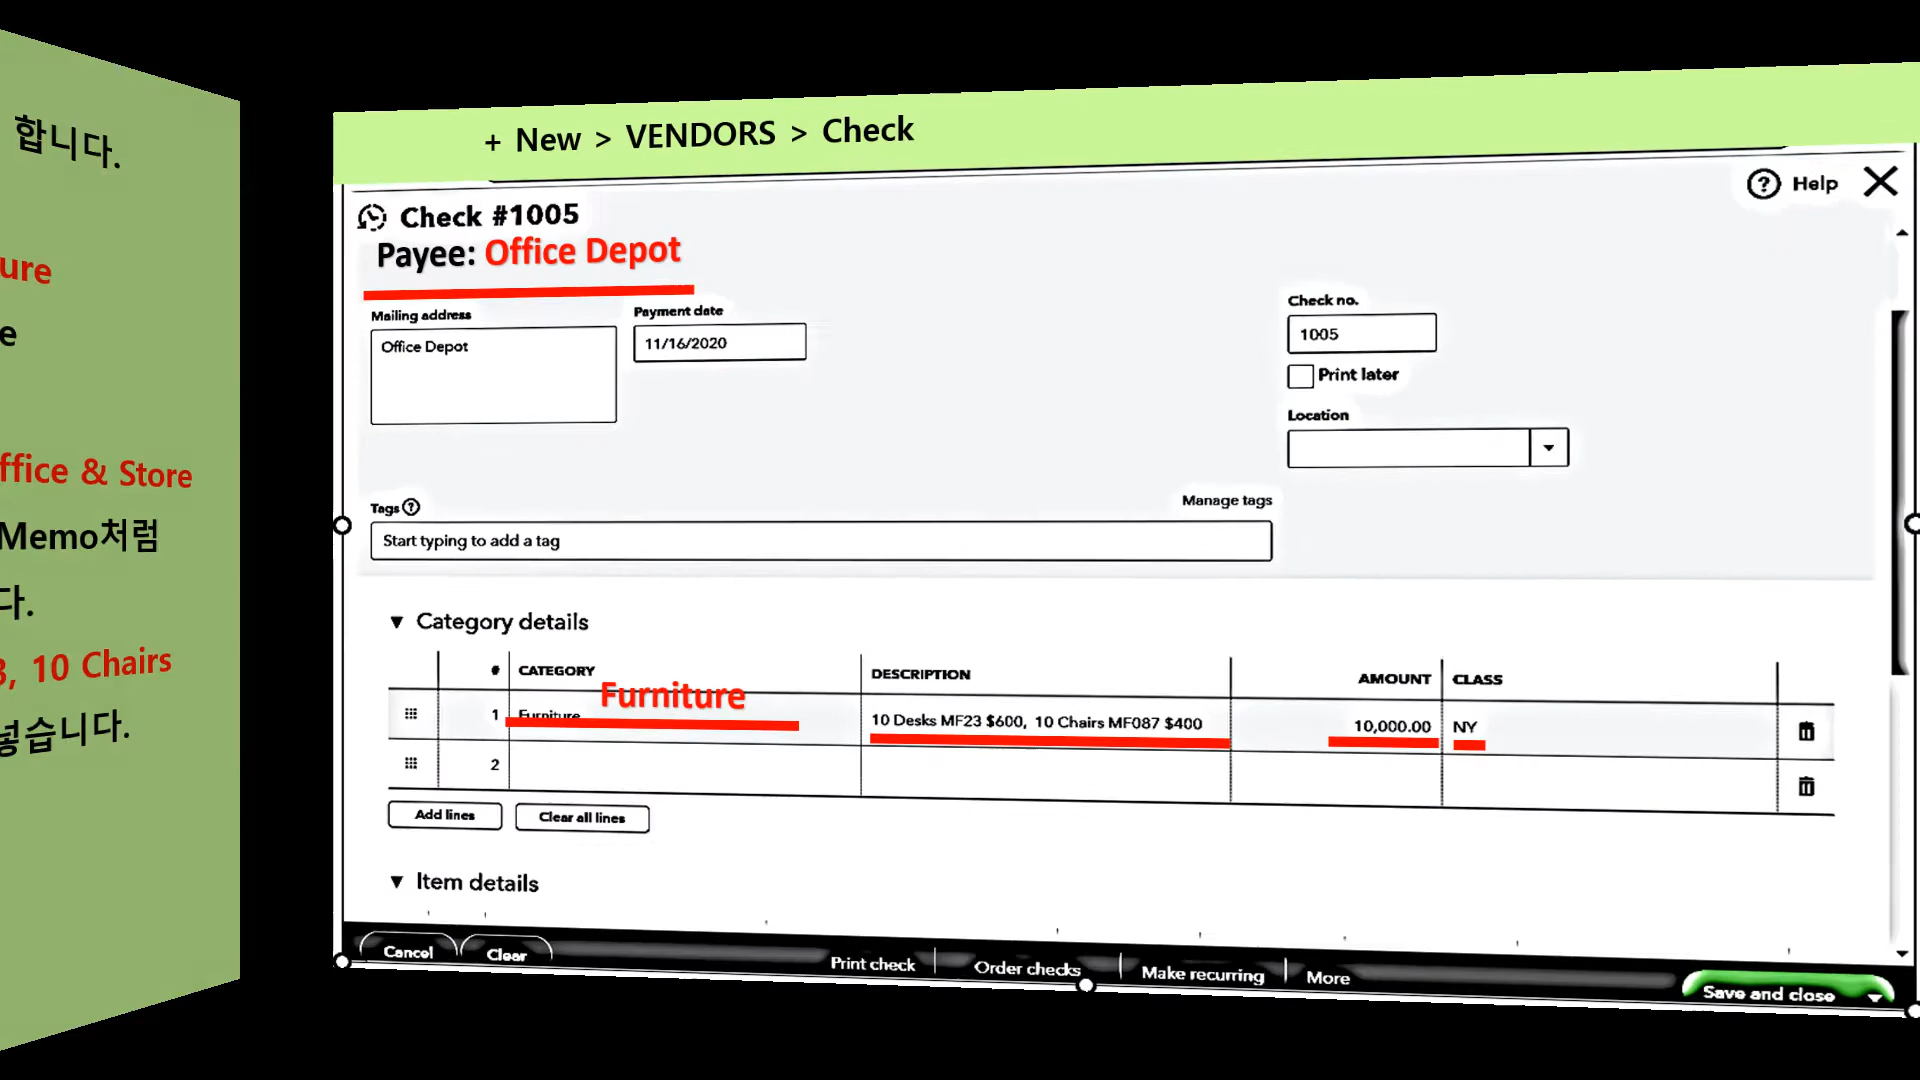 합니다.
ure
e
ffice & Store
Memo처럼
다.
, 10 Chairs
넣습니다.
+ New > VENDORS > Check
Help
Check #1005
Payee: Office Depot
Mailing address
Payment date
Check no.
Office Depot
11/16/2020
1005
Print later
Location
Tags
Manage tags
Start typing to add a tag
Category details
# CATEGORY DESCRIPTION AMOUNT CLASS
Furniture
1 Furniture 10 Desks MF23 $600, 10 Chairs MF087 $400 10,000.00 NY
2
Add lines Clear all lines
Item details
Cancel Clear Print check Order checks Make recurring More Save and close